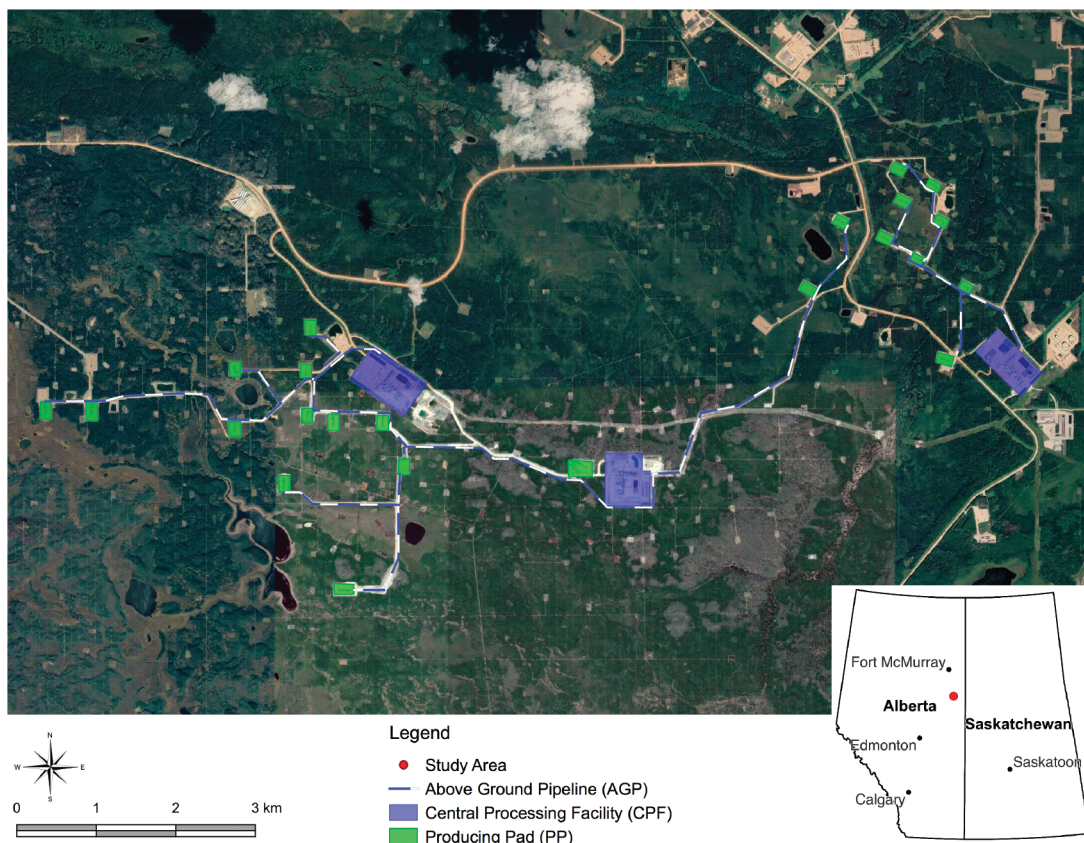 Fort McMurray
Alberta
Saskatchewan
Edmonton
Saskatoon
Calgary
N
W E
S
0 1 2 3 km
Legend
Study Area
Above Ground Pipeline (AGP)
Central Processing Facility (CPF)
Producing Pad (PP)